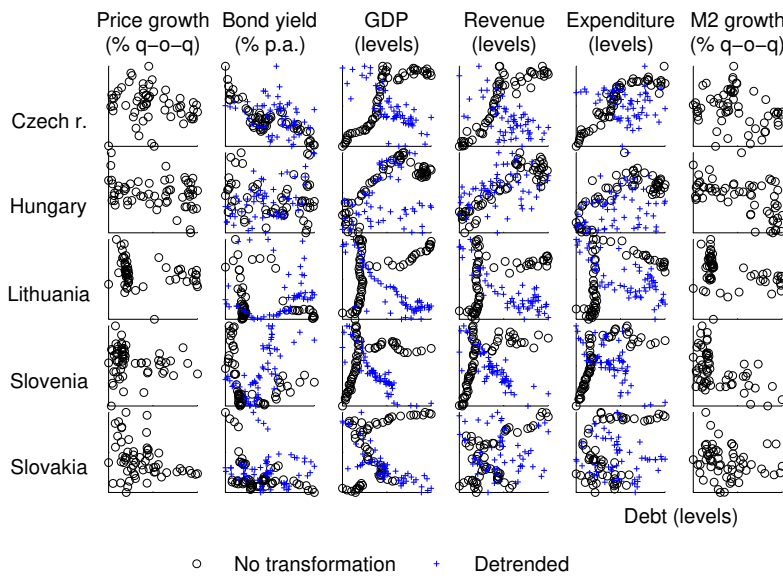 Price growth Bond yield GDP Revenue Expenditure M2 growth
(% q−o−q) (% p.a.) (levels) (levels) (levels) (% q−o−q)
Czech r.
Hungary
Lithuania
Slovenia
Slovakia
Debt (levels)
No transformation Detrended